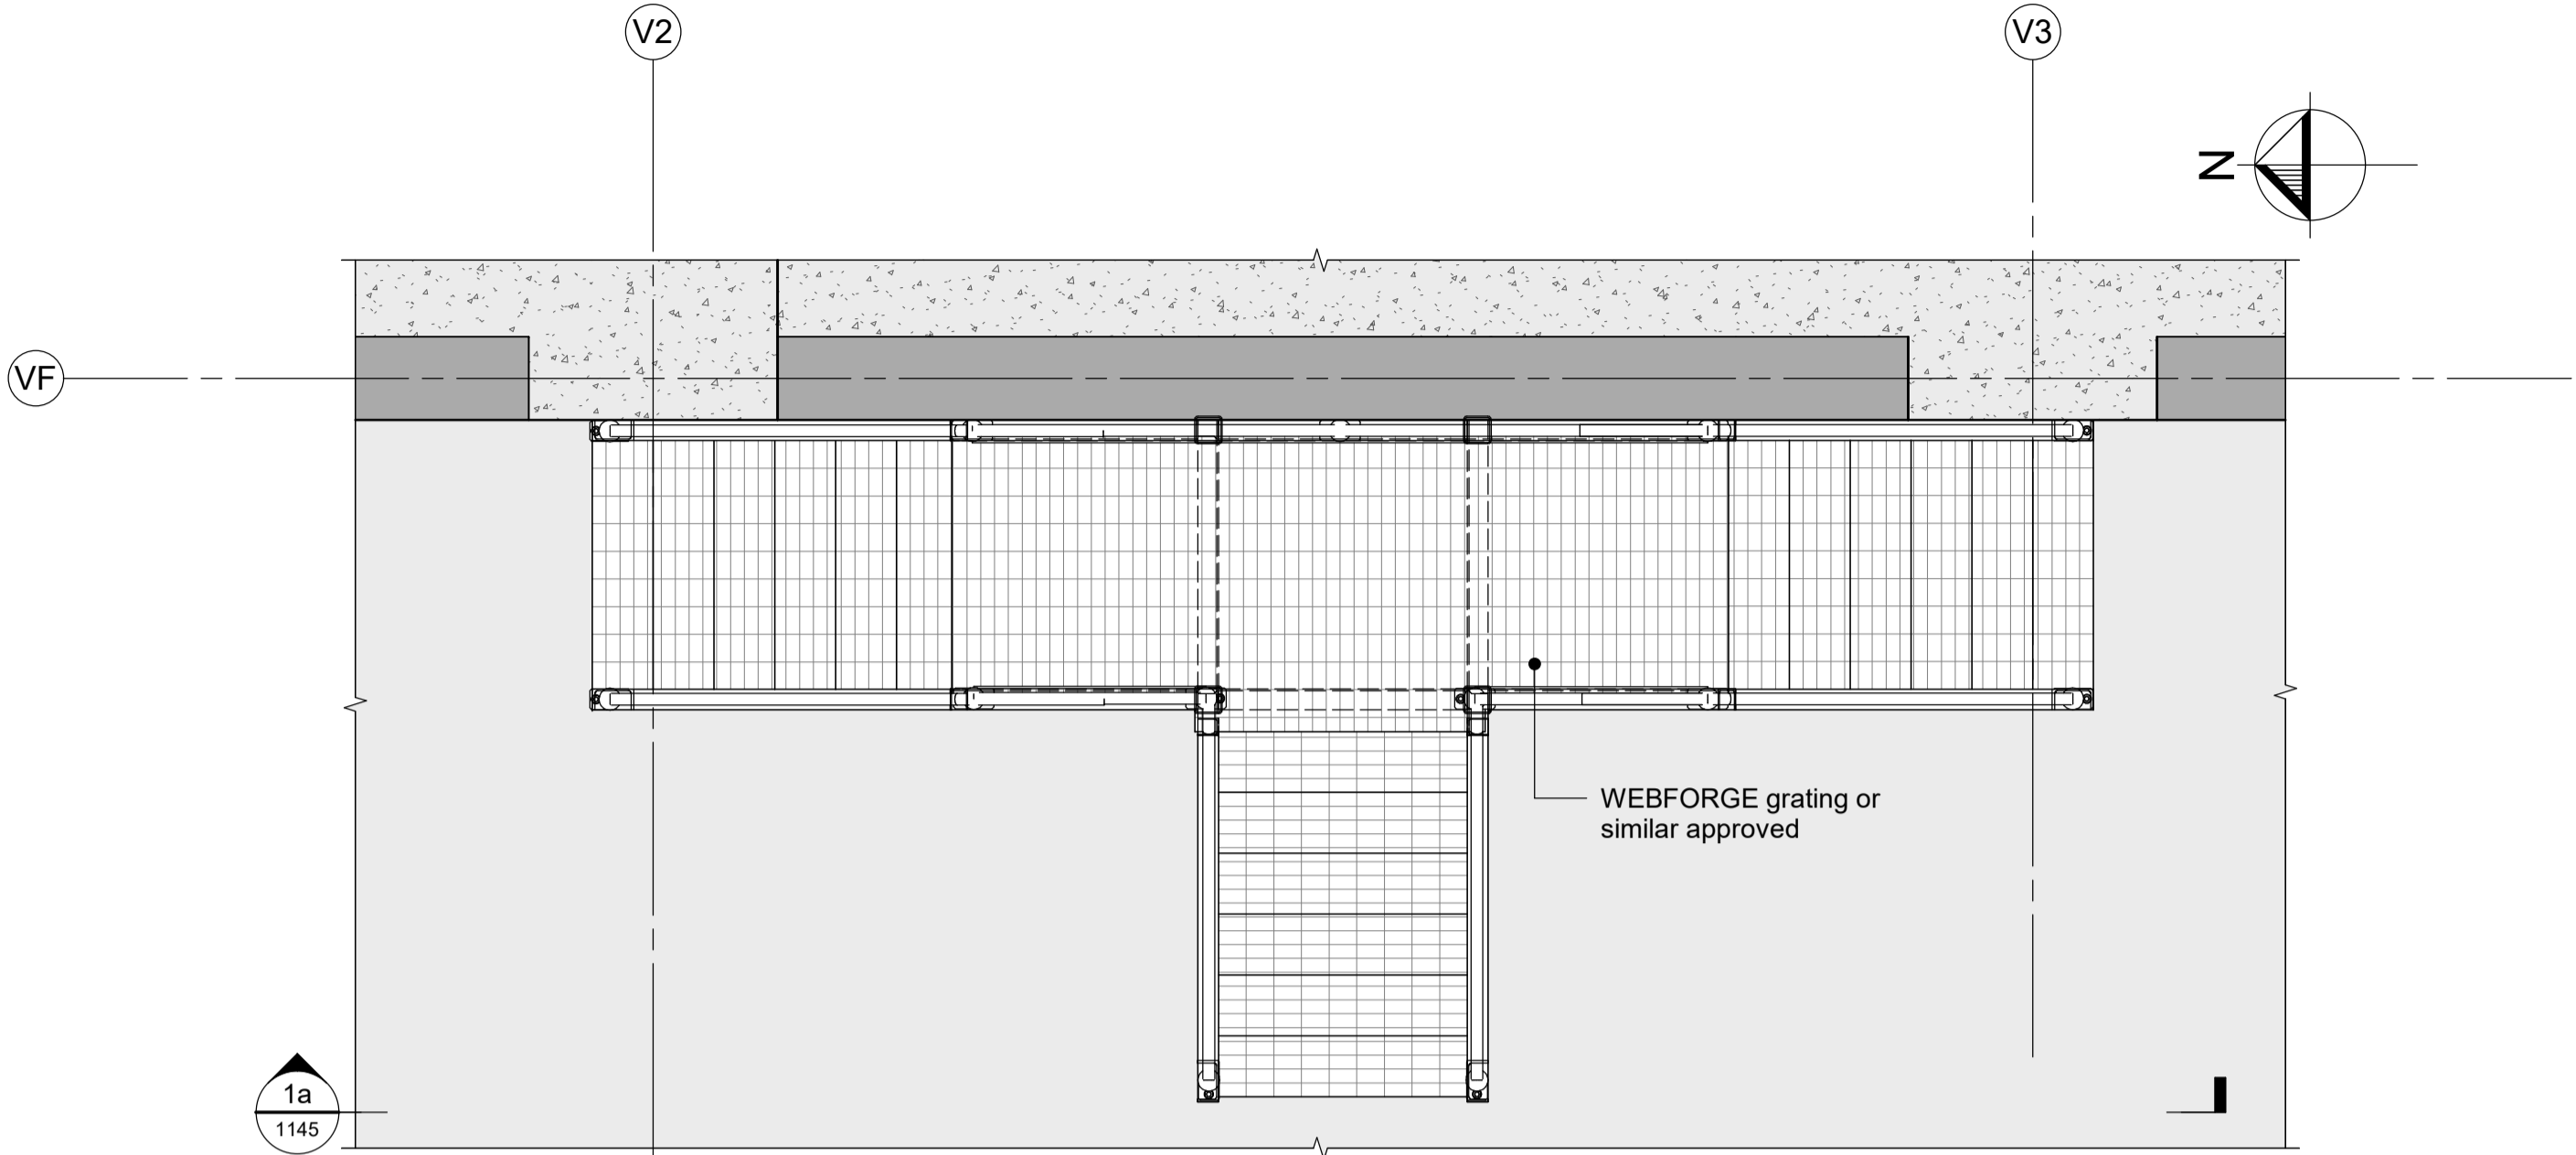 V2
V3
N
VF
WEBFORGE grating or
similar approved
1a
1145